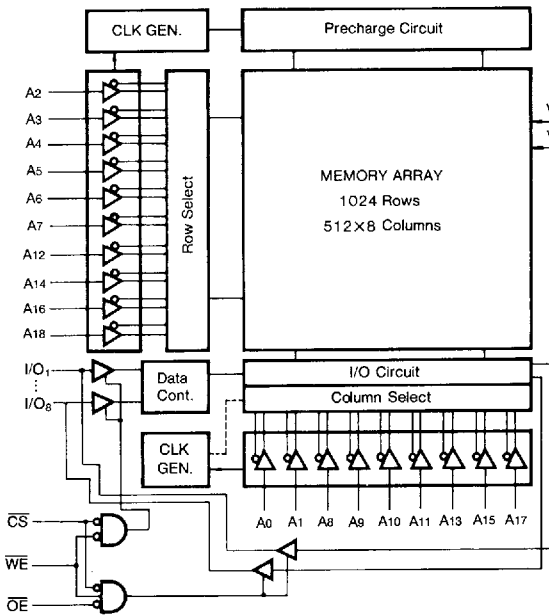 CLK GEN.
Precharge Circuit
A2
A3
A4
A5
A6
A7
A12
A14
A16
A18
Row Select
MEMORY ARRAY
1024 Rows
512×8 Columns
I/O1
I/O8
Data
Cont.
I/O Circuit
Column Select
CLK
GEN.
A0 A1 A8 A9 A10 A11 A13 A15 A17
CS
WE
OE